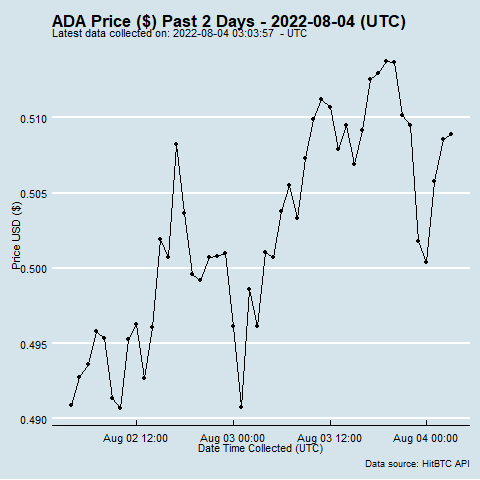 ADA Price ($) Past 2 Days - 2022-08-04 (UTC)
Latest data collected on: 2022-08-04 03:03:57 - UTC
0.510
0.505
0.500
0.495
0.490
Price USD ($)
Aug 02 12:00
Aug 03 00:00
Aug 03 12:00
Aug 04 00:00
Date Time Collected (UTC)
Data source: HitBTC API